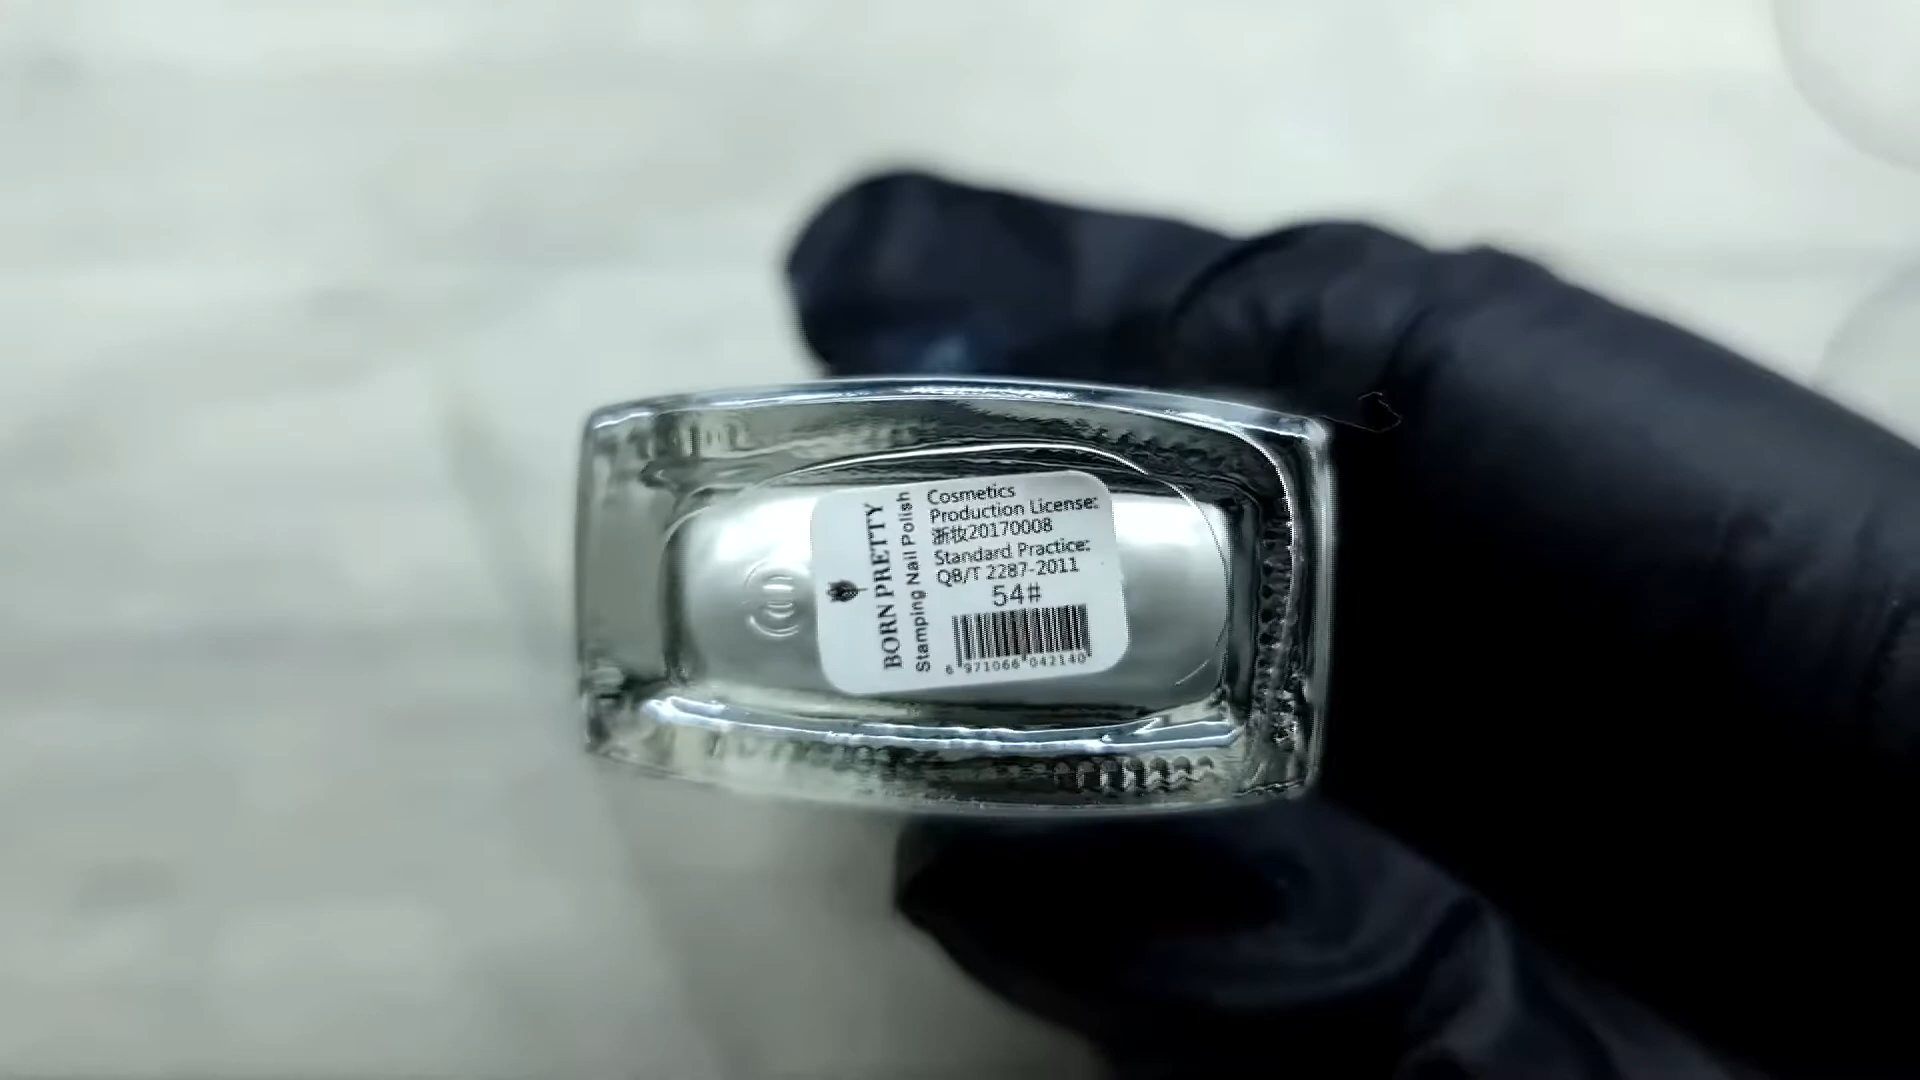 BORN PRETTY
Stamping Nail Polish
Cosmetics
Production License:
浙妆20170008
Standard Practice:
QB/T 2287-2011
54#
6 971066 042140